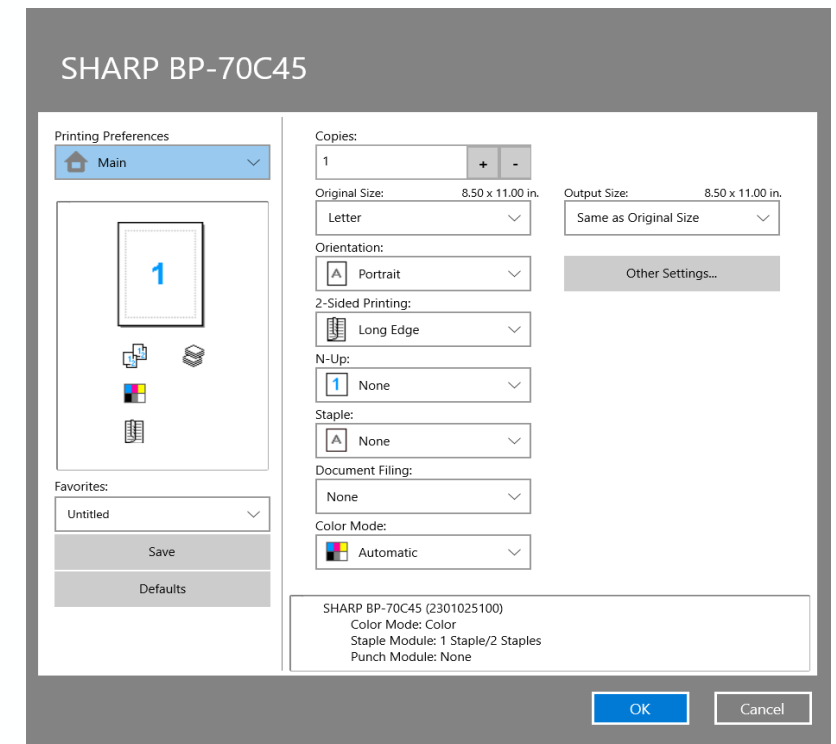 SHARP BP-70C45
Printing Preferences
Main
1
Favorites:
Untitled
Save
Defaults
Copies:
1
+ -
Original Size: 8.50 x 11.00 in.
Letter
Orientation:
A Portrait
2-Sided Printing:
Long Edge
N-Up:
1 None
Staple:
A None
Document Filing:
None
Color Mode:
Automatic
Output Size: 8.50 x 11.00 in.
Same as Original Size
Other Settings...
SHARP BP-70C45 (2301025100)
Color Mode: Color
Staple Module: 1 Staple/2 Staples
Punch Module: None
OK Cancel